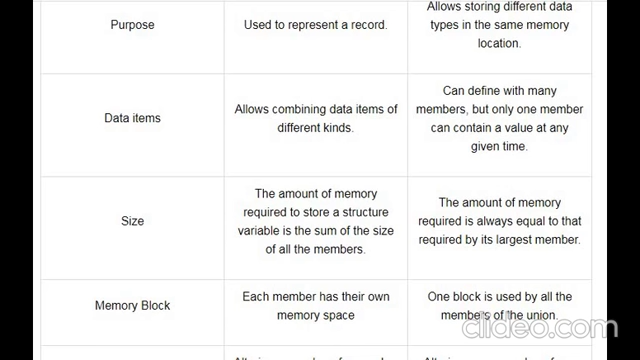 Purpose
Used to represent a record.
Allows storing different data
types in the same memory
location.
Data items
Allows combining data items of
different kinds.
Can define with many
members, but only one member
can contain a value at any
given time.
Size
The amount of memory
required to store a structure
variable is the sum of the size
of all the members.
The amount of memory
required is always equal to that
required by its largest member.
Memory Block
Each member has their own
memory space
One block is used by all the
members of the union.
clideo.com